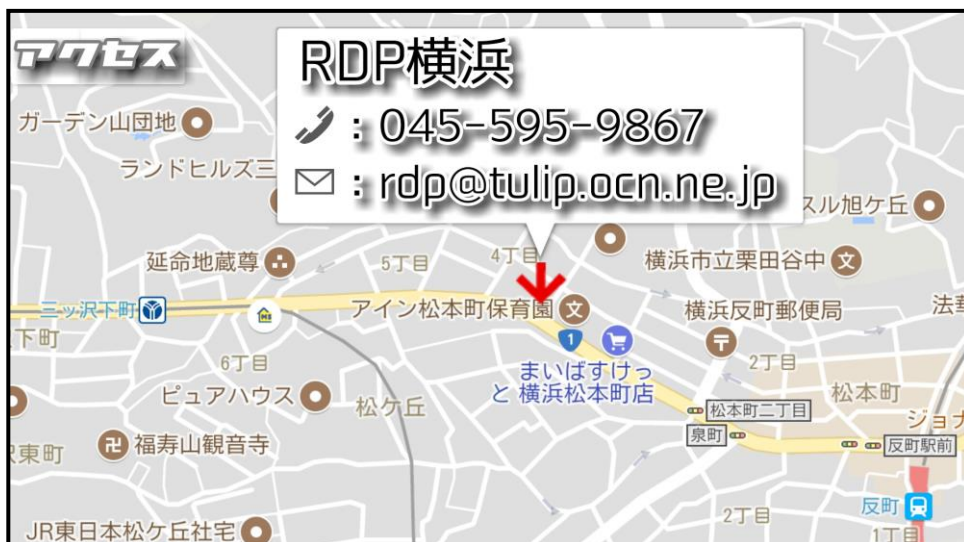 アクセス
RDP横浜
: 045-595-9867
: rdp@tulip.ocn.ne.jp
ガーデン山団地
ランドヒルズ三
スル旭ケ丘
延命地蔵尊
5丁目
4丁目
横浜市立栗田谷中
文
三ッ沢下町
アイン松本町保育園
文
横浜反町郵便局
法華
下町
1
6丁目
まいばすけっ
と 横浜松本町店
2丁目
ピュアハウス
松ケ丘
松本町二丁目
松本町
ジョナ
泉町
反町駅前
沢東町
福寿山観音寺
反町
2丁目
1丁目
JR東日本松ケ丘社宅